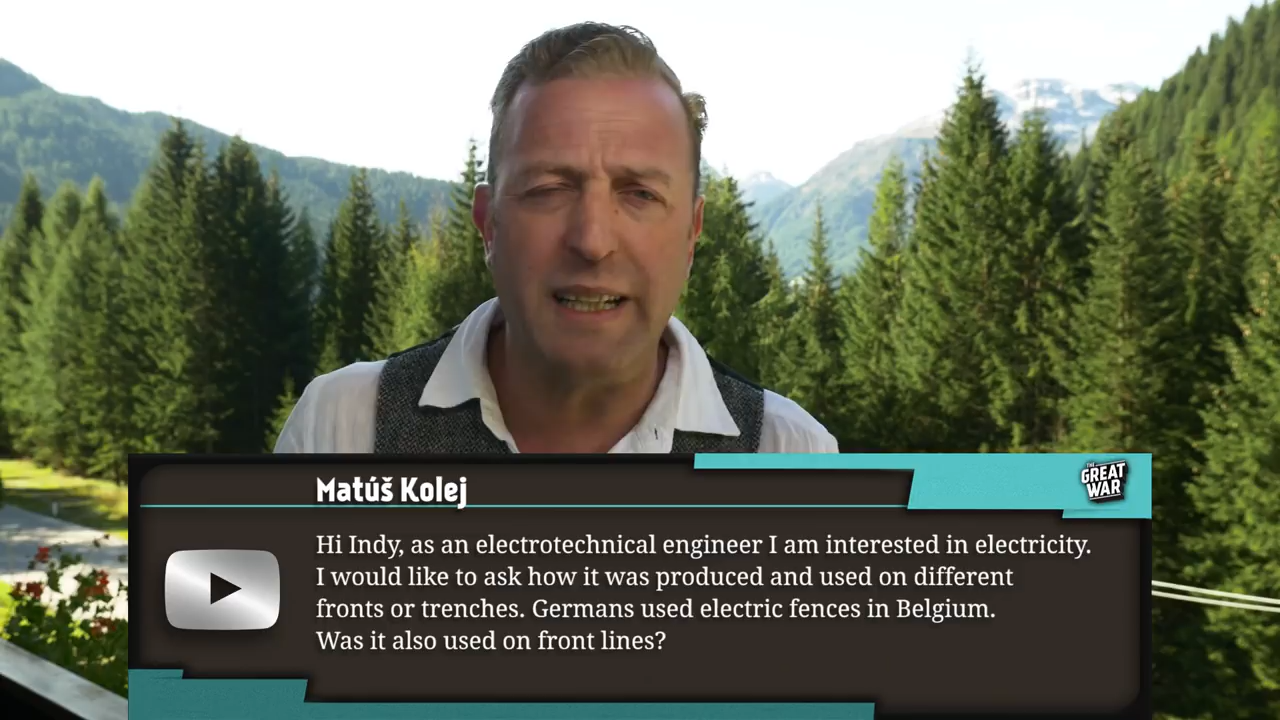 Matúš Kolej
THE
GREAT
WAR
Hi Indy, as an electrotechnical engineer I am interested in electricity.
I would like to ask how it was produced and used on different
fronts or trenches. Germans used electric fences in Belgium.
Was it also used on front lines?